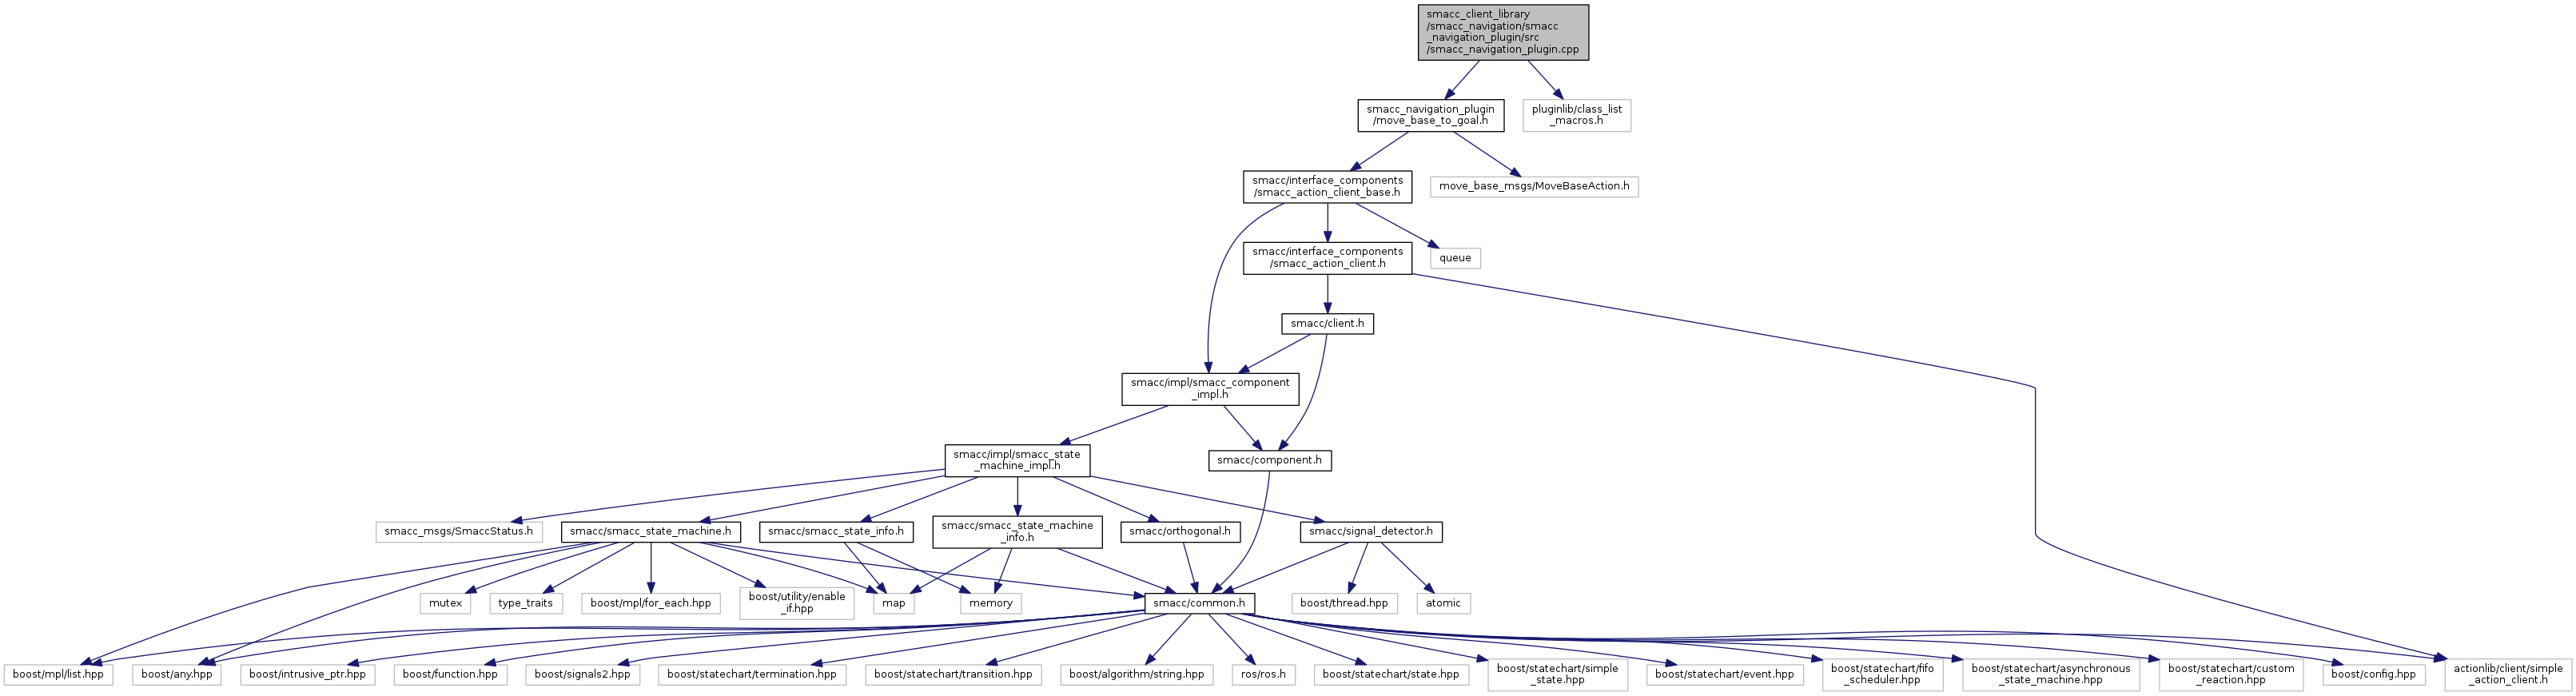 smacc_client_library
/smacc_navigation/smacc
_navigation_plugin/src
/smacc_navigation_plugin.cpp
smacc_navigation_plugin
/move_base_to_goal.h
pluginlib/class_list
_macros.h
smacc/interface_components
/smacc_action_client_base.h
move_base_msgs/MoveBaseAction.h
smacc/interface_components
/smacc_action_client.h
queue
smacc/client.h
smacc/impl/smacc_component
_impl.h
smacc/impl/smacc_state
_machine_impl.h
smacc/component.h
smacc_msgs/SmaccStatus.h
smacc/smacc_state_machine.h
smacc/smacc_state_info.h
smacc/smacc_state_machine
_info.h
smacc/orthogonal.h
smacc/signal_detector.h
mutex
type_traits
boost/mpl/for_each.hpp
boost/utility/enable
_if.hpp
map
memory
smacc/common.h
boost/thread.hpp
atomic
boost/mpl/list.hpp
boost/any.hpp
boost/intrusive_ptr.hpp
boost/function.hpp
boost/signals2.hpp
boost/statechart/termination.hpp
boost/statechart/transition.hpp
boost/algorithm/string.hpp
ros/ros.h
boost/statechart/state.hpp
boost/statechart/simple
_state.hpp
boost/statechart/event.hpp
boost/statechart/fifo
_scheduler.hpp
boost/statechart/asynchronous
_state_machine.hpp
boost/statechart/custom
_reaction.hpp
boost/config.hpp
actionlib/client/simple
_action_client.h